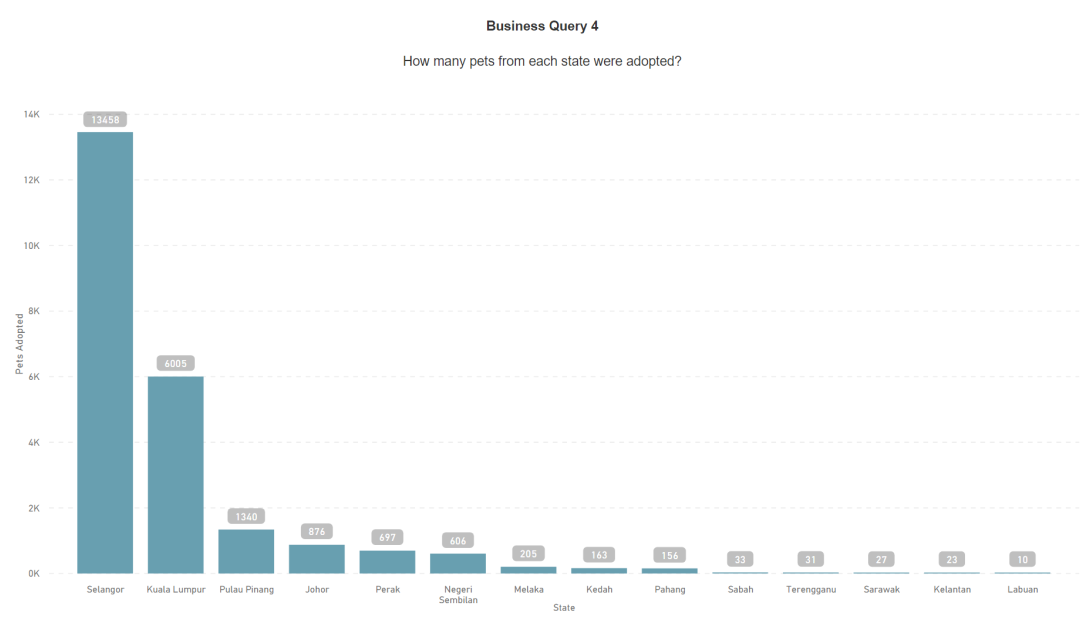 Business Query 4
How many pets from each state were adopted?
14K
12K
10K
8K
6K
4K
2K
0K
Pets Adopted
13458
6005
1340
876
697
606
205
163
156
33
31
27
23
10
Selangor
Kuala Lumpur
Pulau Pinang
Johor
Perak
Negeri
Sembilan
Melaka
Kedah
Pahang
Sabah
Terengganu
Sarawak
Kelantan
Labuan
State